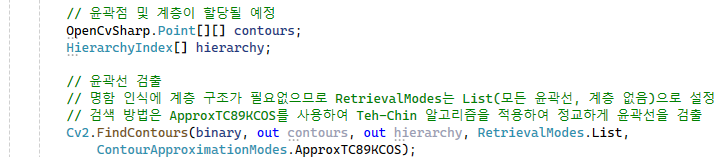 // 윤곽점 및 계층이 할당될 예정
OpenCvSharp.Point[][] contours;
HierarchyIndex[] hierarchy;
// 윤곽선 검출
// 명함 인식에 계층 구조가 필요없으므로 RetrievalModes는 List(모든 윤곽선, 계층 없음)으로 설정
// 검색 방법은 ApproxTC89KCOS를 사용하여 Teh-Chin 알고리즘을 적용하여 정교하게 윤곽선을 검출
Cv2.FindContours(binary, out contours, out hierarchy, RetrievalModes.List,
ContourApproximationModes.ApproxTC89KCOS);